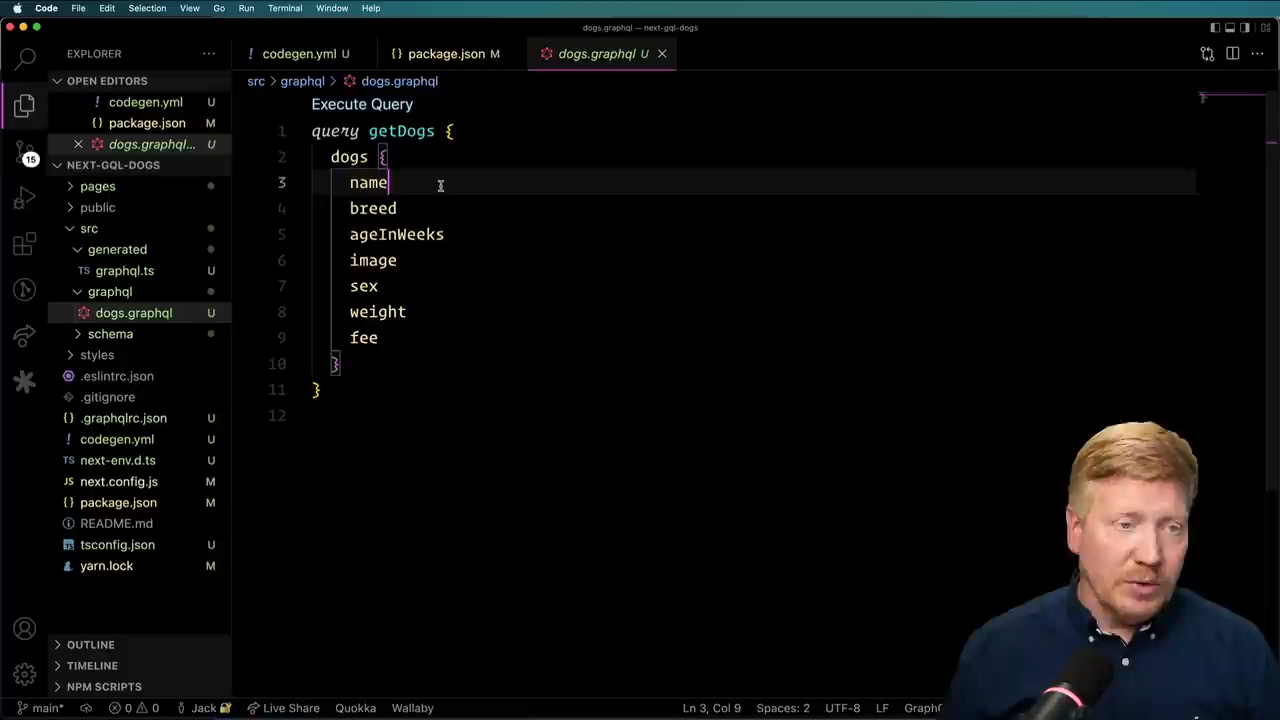 Code File Edit Selection View Go Run Terminal Window Help
dogs.graphql — next-gql-dogs
EXPLORER
codegen.yml U
package.json M
dogs.graphql U
OPEN EDITORS
codegen.yml U
package.json M
dogs.graphql... U
15
NEXT-GQL-DOGS
pages
public
src
generated
graphql.ts U
graphql
dogs.graphql U
schema
styles
.eslintrc.json
.gitignore
.graphqlrc.json U
codegen.yml U
next-env.d.ts U
next.config.js M
package.json M
README.md
tsconfig.json U
yarn.lock M
OUTLINE
TIMELINE
NPM SCRIPTS
src > graphql > dogs.graphql
Execute Query
1 query getDogs {
2 dogs {
3 name
4 breed
5 ageInWeeks
6 image
7 sex
8 weight
9 fee
10 }
11 }
12
main* 0 0 Jack Live Share Quokka Wallaby Ln 3, Col 9 Spaces: 2 UTF-8 LF GraphQ